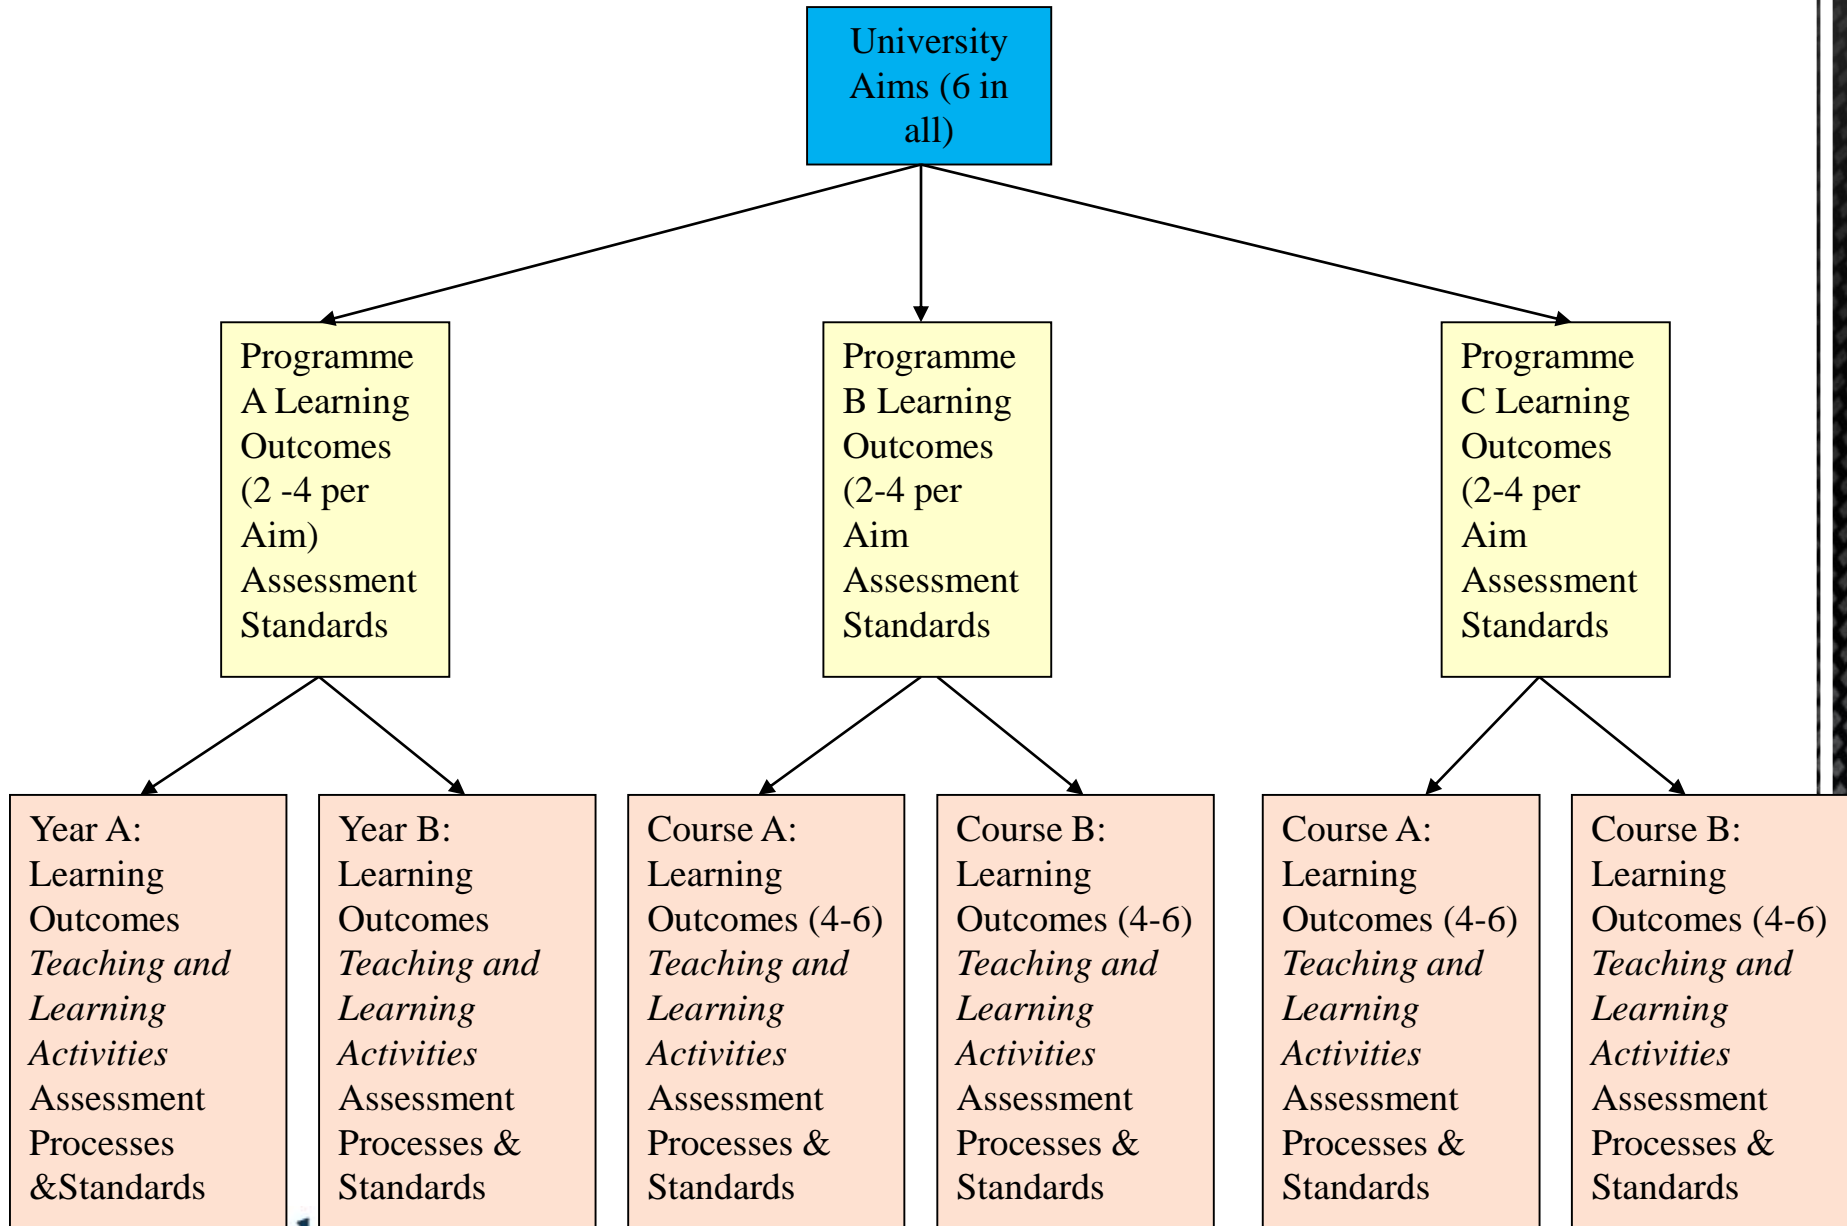 University
Aims (6 in
all)
Programme
A Learning
Outcomes
(2 -4 per
Aim)
Assessment
Standards
Programme
B Learning
Outcomes
(2-4 per
Aim
Assessment
Standards
Programme
C Learning
Outcomes
(2-4 per
Aim
Assessment
Standards
Year A:
Learning
Outcomes
Teaching and
Learning
Activities
Assessment
Processes
&Standards
Year B:
Learning
Outcomes
Teaching and
Learning
Activities
Assessment
Processes &
Standards
Course A:
Learning
Outcomes (4-6)
Teaching and
Learning
Activities
Assessment
Processes &
Standards
Course B:
Learning
Outcomes (4-6)
Teaching and
Learning
Activities
Assessment
Processes &
Standards
Course A:
Learning
Outcomes (4-6)
Teaching and
Learning
Activities
Assessment
Processes &
Standards
Course B:
Learning
Outcomes (4-6)
Teaching and
Learning
Activities
Assessment
Processes &
Standards